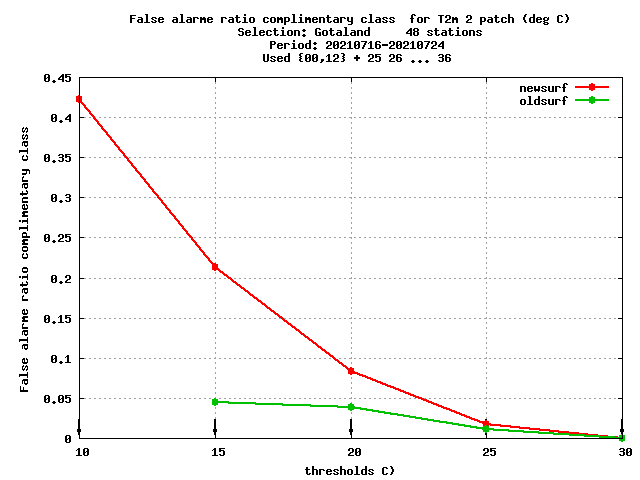 False alarme ratio complimentary class  for T2m 2 patch (deg C)
Selection: Gotaland     48 stations
Period: 20210716-20210724
Used {00,12} + 25 26 ... 36
newsurf
oldsurf
0.45
0.4
0.35
0.3
0.25
0.2
0.15
0.1
0.05
0
False alarme ratio complimentary class
10
15
20
25
30
thresholds C)